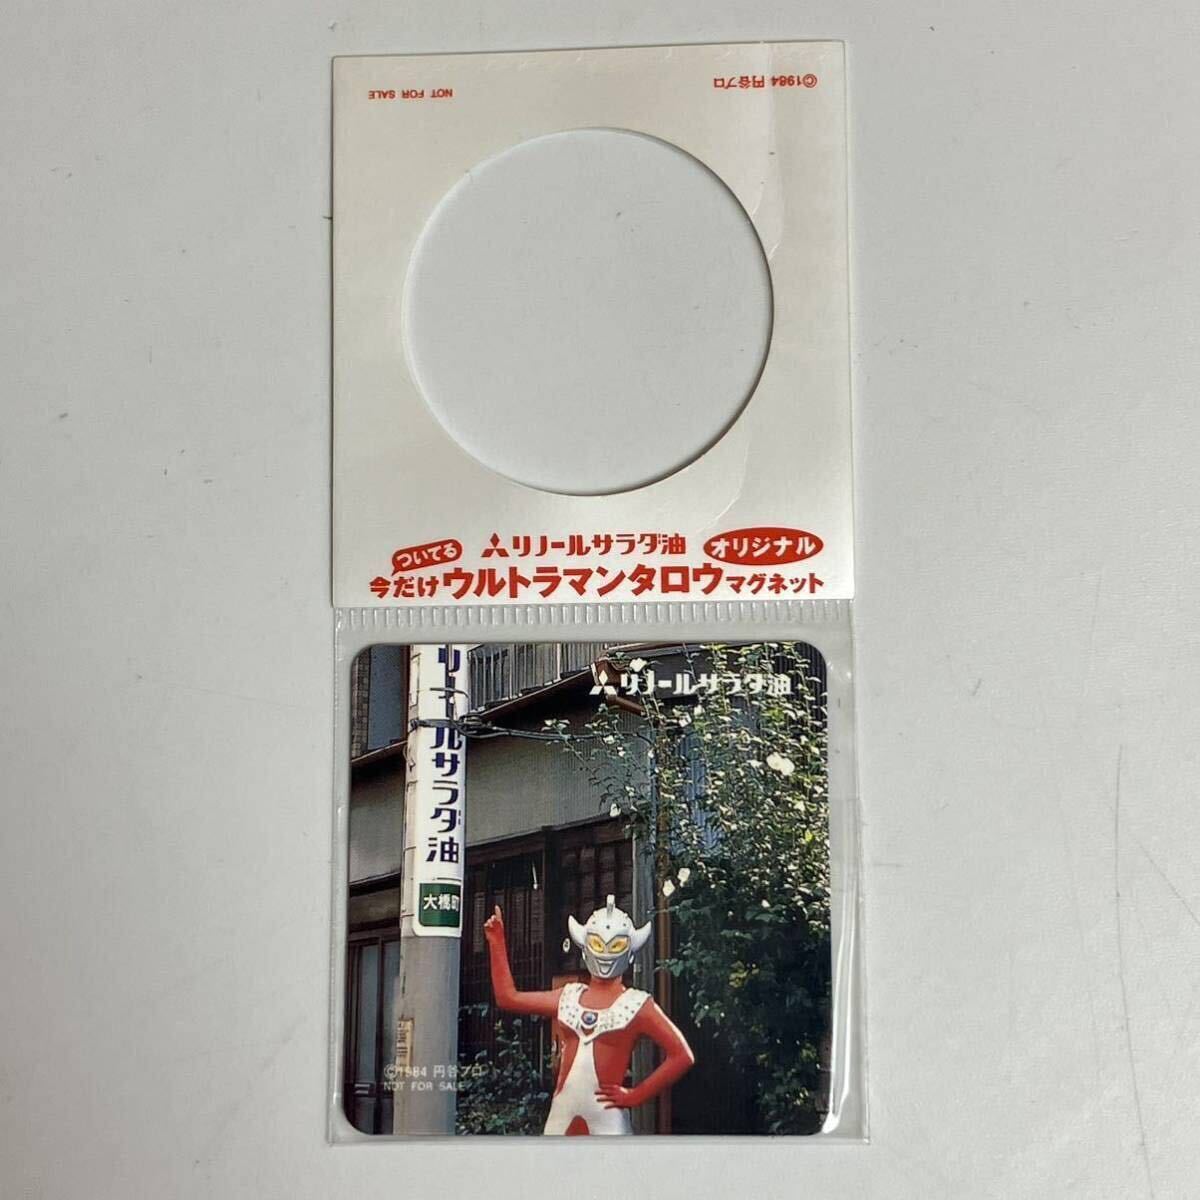 ©1984 円谷プロ
NOT FOR SALE
リノールサラダ油
オリジナル
ついてる
今だけウルトラマンタロウマグネット
リノールサラダ油
リノールサラダ油
大橋町
©1984 円谷プロ
NOT FOR SALE